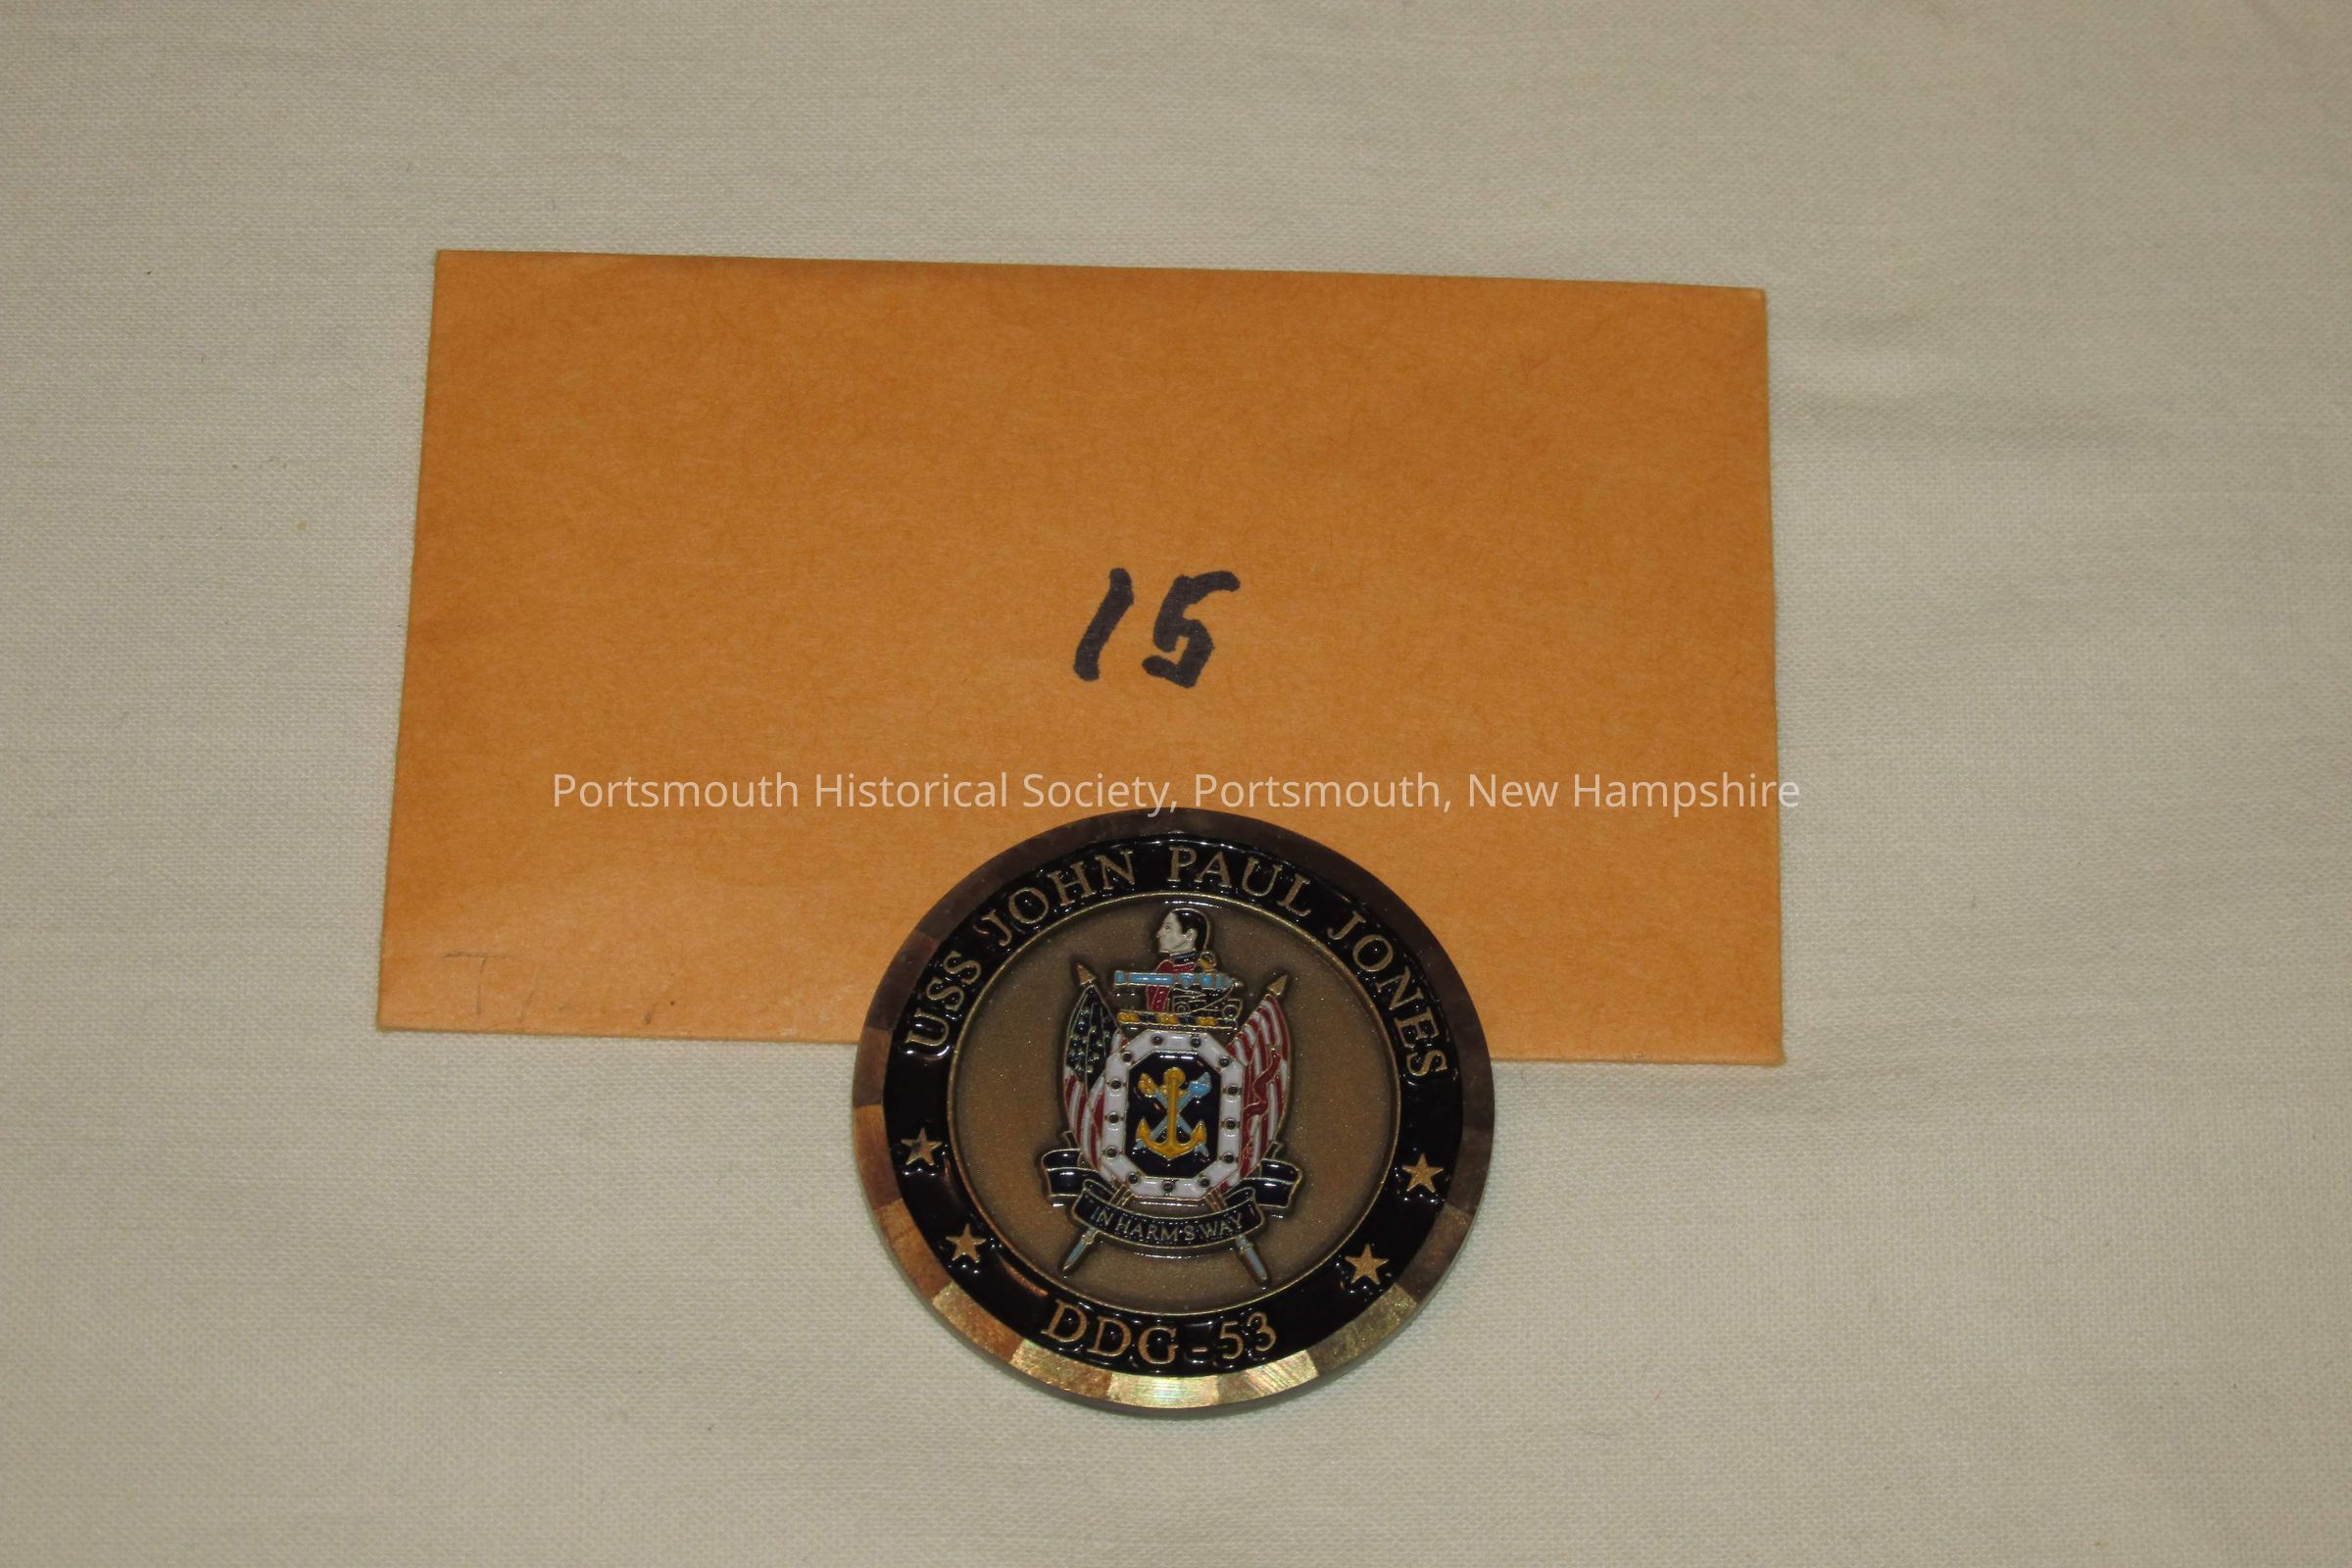 15
Portsmouth Historical Society, Portsmouth, New Hampshire
USS JOHN PAUL JONES
IN HARM'S WAY
DDG-53